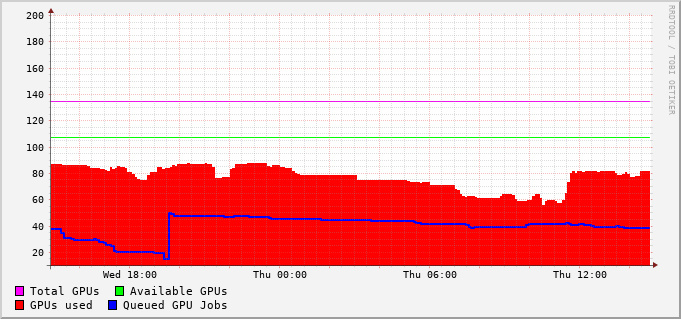 RRDTOOL / TOBI OETIKER
200
180
160
140
120
100
80
60
40
20
Wed 18:00 Thu 00:00 Thu 06:00 Thu 12:00
Total GPUs Available GPUs
GPUs used Queued GPU Jobs